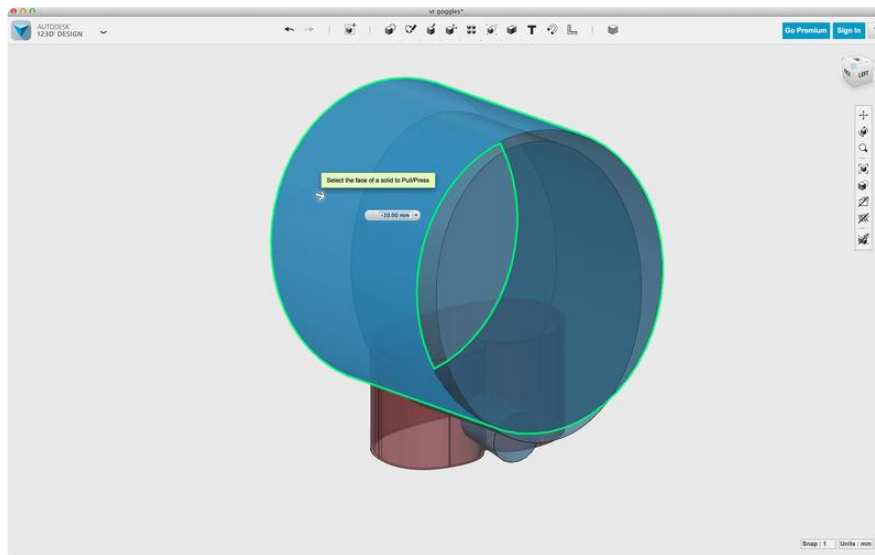 vr goggles*
AUTODESK®
123D® DESIGN
Go Premium
Sign In
LEFT
Select the face of a solid to Pull/Press
-10.00 mm
Snap : 1
Units : mm